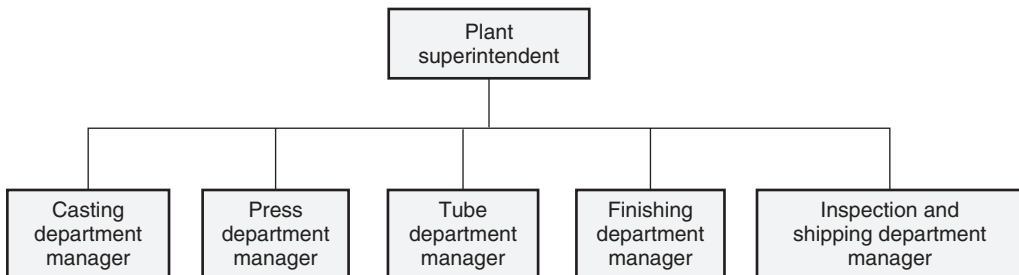 Plant
superintendent
Casting
department
manager
Press
department
manager
Tube
department
manager
Finishing
department
manager
Inspection and
shipping department
manager